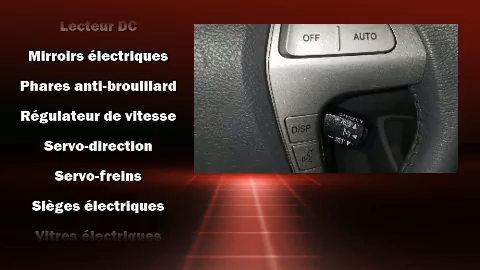 Lecteur DC
Mirroirs électriques
Phares anti-brouillard
Régulateur de vitesse
Servo-direction
Servo-freins
Sièges électriques
Vitres électriques
OFF AUTO
DISP